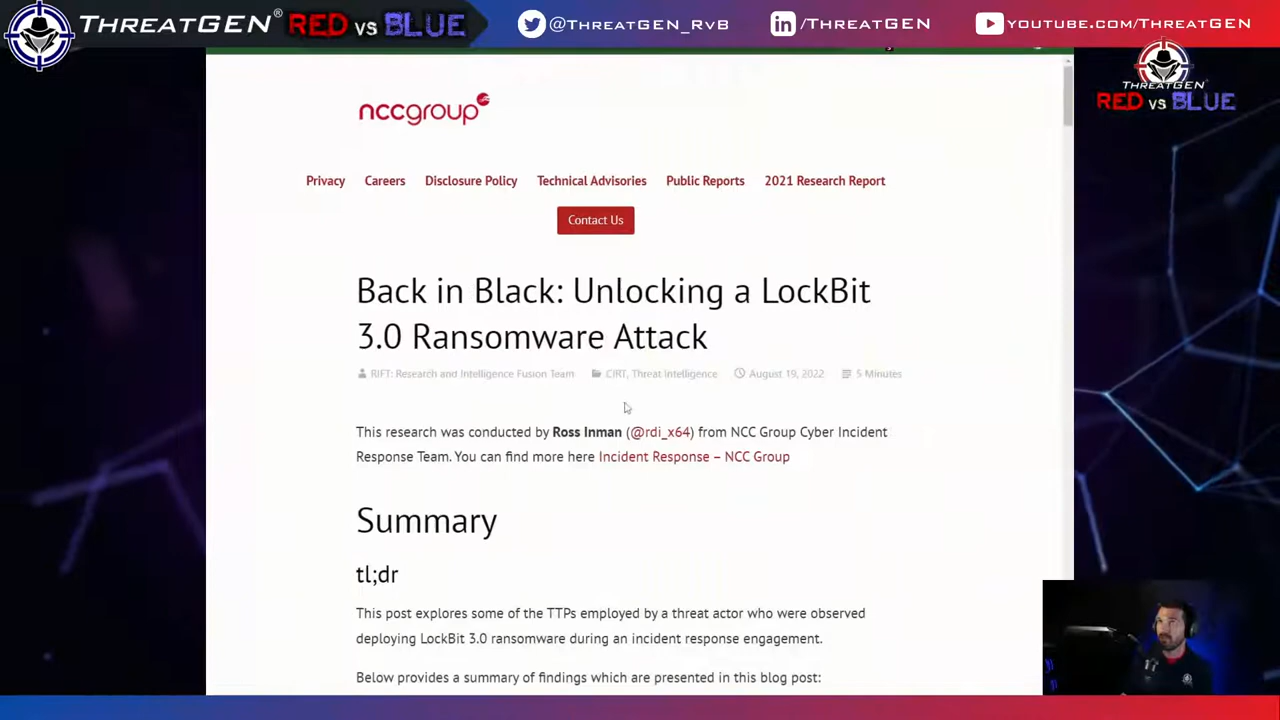 THREATGEN® RED vs BLUE
@ThreatGEN_RvB
/ThreatGEN
YouTube.com/ThreatGEN
THREATGEN®
RED vs BLUE
nccgroup
Privacy Careers Disclosure Policy Technical Advisories Public Reports 2021 Research Report
Contact Us
Back in Black: Unlocking a LockBit
3.0 Ransomware Attack
RIFT: Research and Intelligence Fusion Team CIRT, Threat Intelligence August 19, 2022 5 Minutes
This research was conducted by Ross Inman (@rdi_x64) from NCC Group Cyber Incident
Response Team. You can find more here Incident Response – NCC Group
Summary
tl;dr
This post explores some of the TTPs employed by a threat actor who were observed
deploying LockBit 3.0 ransomware during an incident response engagement.
Below provides a summary of findings which are presented in this blog post: